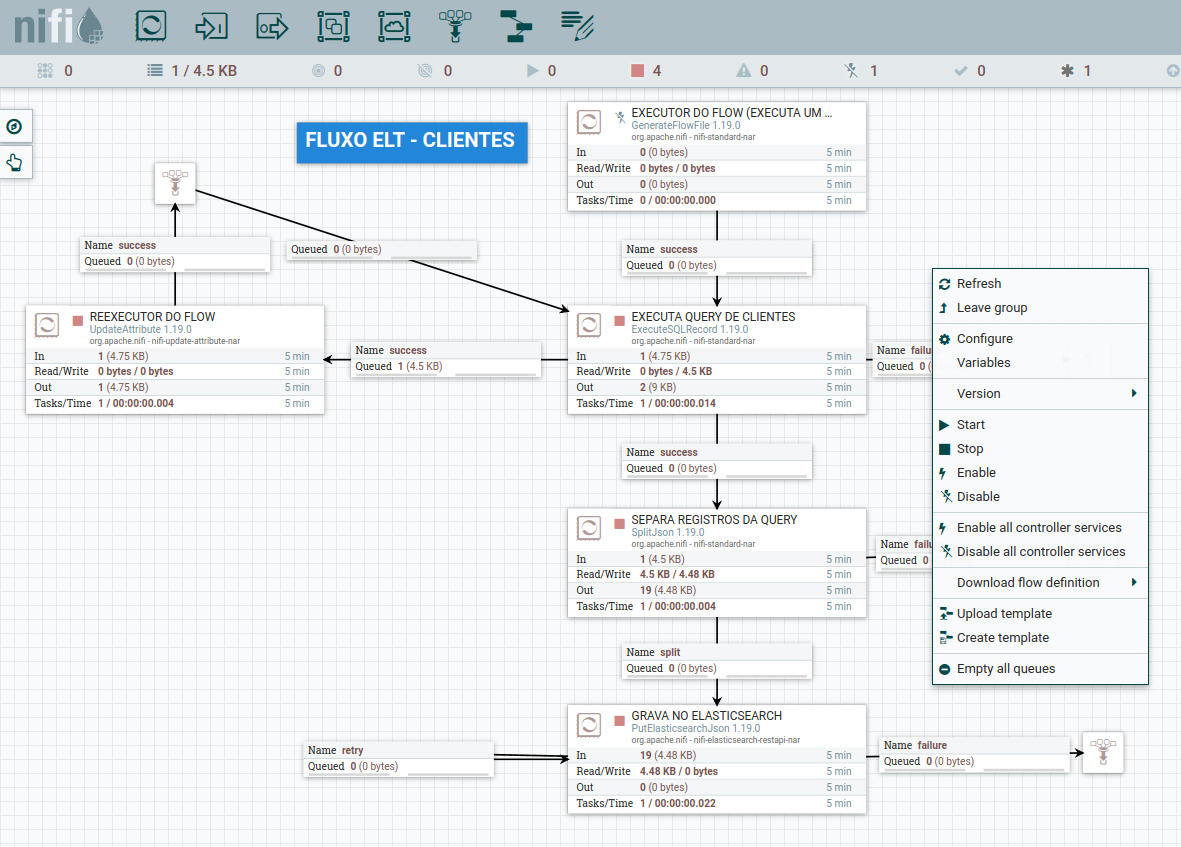 nifi
0
1 / 4.5 KB
0
0
0
4
0
1
0
1
FLUXO ELT - CLIENTES
EXECUTOR DO FLOW (EXECUTA UM ...
GenerateFlowFile 1.19.0
org.apache.nifi - nifi-standard-nar
In 0 (0 bytes) 5 min
Read/Write 0 bytes / 0 bytes 5 min
Out 0 (0 bytes) 5 min
Tasks/Time 0 / 00:00:00.000 5 min
Name success
Queued 0 (0 bytes)
Queued 0 (0 bytes)
Name success
Queued 0 (0 bytes)
REEXECUTOR DO FLOW
UpdateAttribute 1.19.0
org.apache.nifi - nifi-update-attribute-nar
In 1 (4.75 KB) 5 min
Read/Write 0 bytes / 0 bytes 5 min
Out 1 (4.75 KB) 5 min
Tasks/Time 1 / 00:00:00.004 5 min
Name success
Queued 1 (4.5 KB)
EXECUTA QUERY DE CLIENTES
ExecuteSQLRecord 1.19.0
org.apache.nifi - nifi-standard-nar
In 1 (4.75 KB) 5 min
Read/Write 0 bytes / 4.5 KB 5 min
Out 2 (9 KB) 5 min
Tasks/Time 1 / 00:00:00.014 5 min
Name failu
Queued 0 (
Name success
Queued 0 (0 bytes)
SEPARA REGISTROS DA QUERY
SplitJson 1.19.0
org.apache.nifi - nifi-standard-nar
In 1 (4.5 KB) 5 min
Read/Write 4.5 KB / 4.48 KB 5 min
Out 19 (4.48 KB) 5 min
Tasks/Time 1 / 00:00:00.004 5 min
Name failu
Queued 0
Name split
Queued 0 (0 bytes)
GRAVA NO ELASTICSEARCH
PutElasticsearchJson 1.19.0
org.apache.nifi - nifi-elasticsearch-restapi-nar
In 19 (4.48 KB) 5 min
Read/Write 4.48 KB / 0 bytes 5 min
Out 0 (0 bytes) 5 min
Tasks/Time 1 / 00:00:00.022 5 min
Name retry
Queued 0 (0 bytes)
Name failure
Queued 0 (0 bytes)
Refresh
Leave group
Configure
Variables
Version
Start
Stop
Enable
Disable
Enable all controller services
Disable all controller services
Download flow definition
Upload template
Create template
Empty all queues